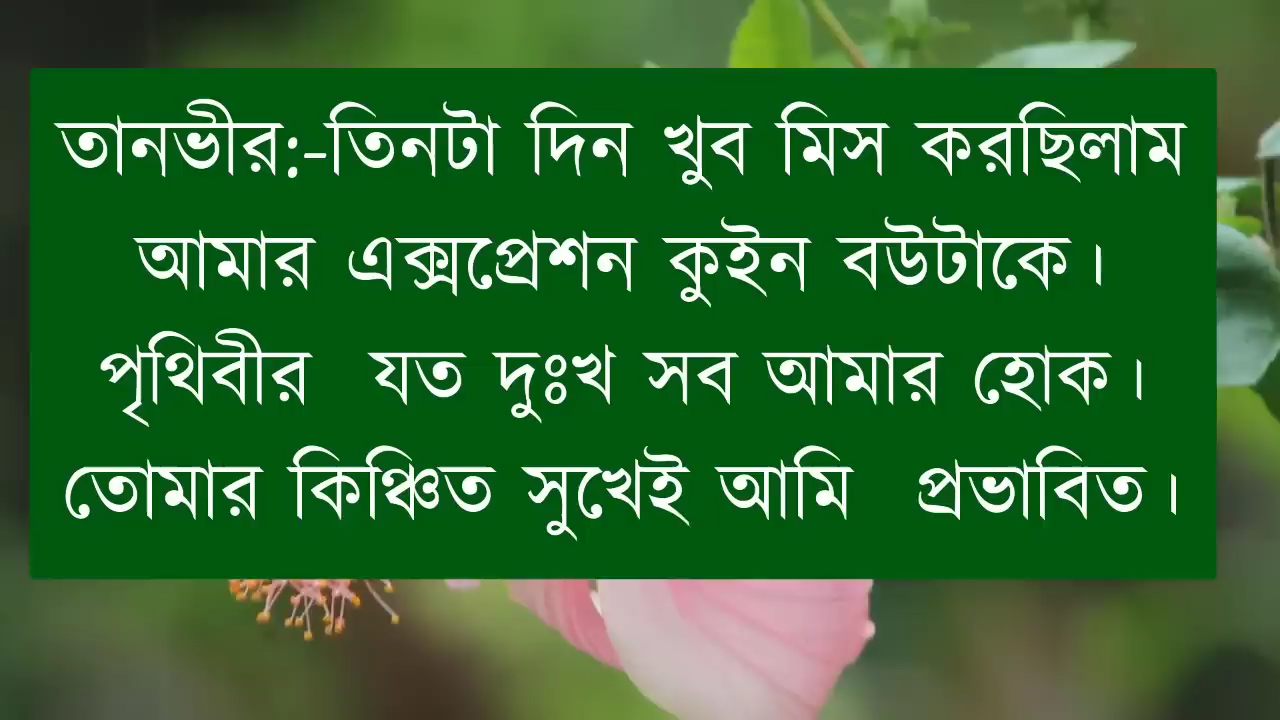 তানভীর:-তিনটা দিন খুব মিস করছিলাম
আমার এক্সপ্রেশন কুইন বউটাকে।
পৃথিবীর যত দুঃখ সব আমার হোক।
তোমার কিঞ্চিত সুখেই আমি প্রভাবিত।